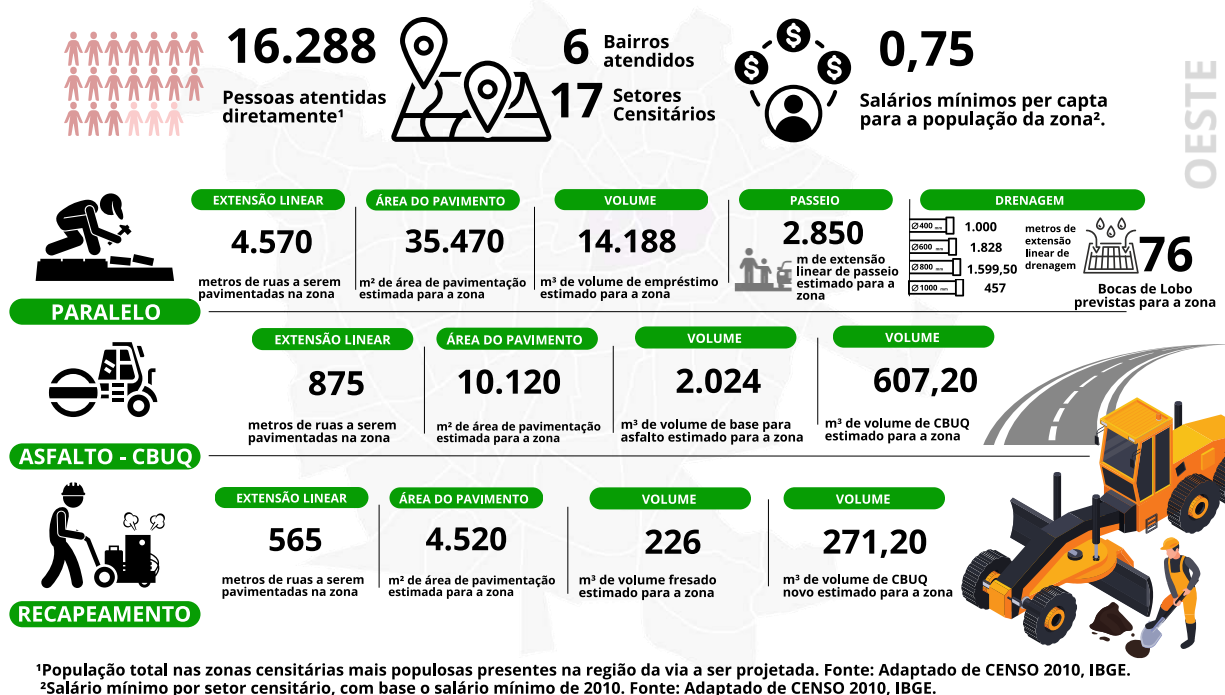 16.288
Pessoas atentidas
diretamente¹
6 Bairros
atendidos
17 Setores
Censitários
0,75
Salários mínimos per capta
para a população da zona².
OESTE
PARALELO
EXTENSÃO LINEAR
4.570
metros de ruas a serem
pavimentadas na zona
ÁREA DO PAVIMENTO
35.470
m² de área de pavimentação
estimada para a zona
VOLUME
14.188
m³ de volume de empréstimo
estimado para a zona
PASSEIO
2.850
m de extensão
linear de passeio
estimado para a
zona
DRENAGEM
Ø 400 mm 1.000
Ø 600 mm 1.828
Ø 800 mm 1.599,50
Ø 1000 mm 457
metros de
extensão
linear de
drenagem
76
Bocas de Lobo
previstas para a zona
ASFALTO - CBUQ
EXTENSÃO LINEAR
875
metros de ruas a serem
pavimentadas na zona
ÁREA DO PAVIMENTO
10.120
m² de área de pavimentação
estimada para a zona
VOLUME
2.024
m³ de volume de base para
asfalto estimado para a zona
VOLUME
607,20
m³ de volume de CBUQ
estimado para a zona
RECAPEAMENTO
EXTENSÃO LINEAR
565
metros de ruas a serem
pavimentadas na zona
ÁREA DO PAVIMENTO
4.520
m² de área de pavimentação
estimada para a zona
VOLUME
226
m³ de volume fresado
estimado para a zona
VOLUME
271,20
m³ de volume de CBUQ
novo estimado para a zona
¹População total nas zonas censitárias mais populosas presentes na região da via a ser projetada. Fonte: Adaptado de CENSO 2010, IBGE.
²Salário mínimo por setor censitário, com base o salário mínimo de 2010. Fonte: Adaptado de CENSO 2010, IBGE.